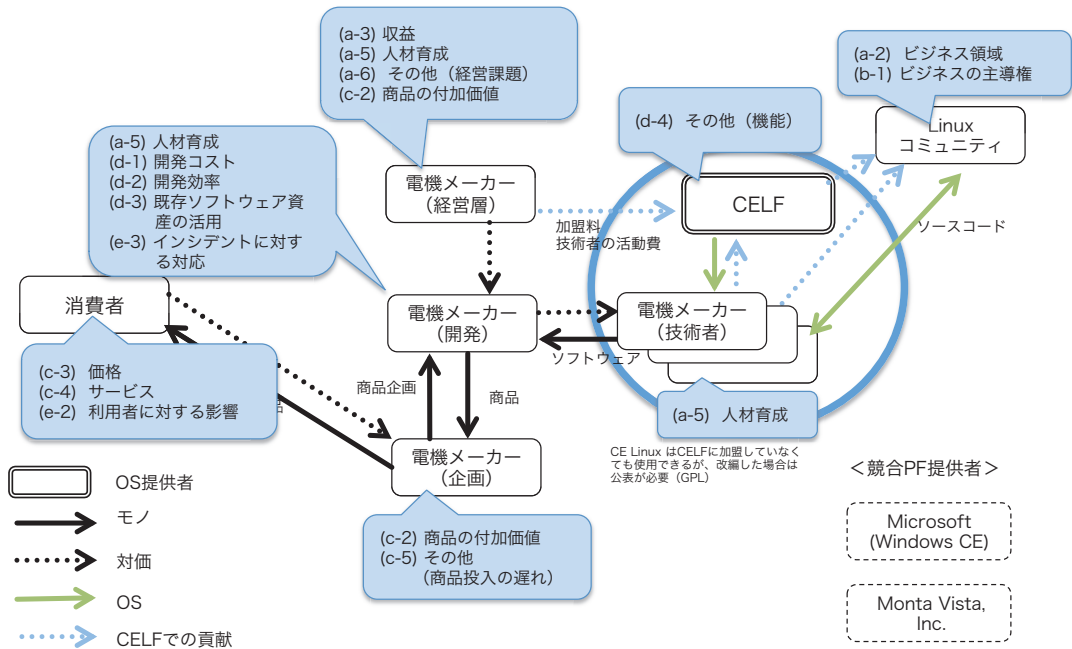 (a-3) 収益
(a-5) 人材育成
(a-6) その他（経営課題）
(c-2) 商品の付加価値
(a-2) ビジネス領域
(b-1) ビジネスの主導権
(d-4) その他（機能）
Linux
コミュニティ
(a-5) 人材育成
(d-1) 開発コスト
(d-2) 開発効率
(d-3) 既存ソフトウェア資
産の活用
(e-3) インシデントに対す
る対応
電機メーカー
（経営層）
CELF
加盟料
技術者の活動費
ソースコード
消費者
電機メーカー
（開発）
電機メーカー
（技術者）
ソフトウェア
(c-3) 価格
(c-4) サービス
(e-2) 利用者に対する影響
商品企画
商品
品
(a-5) 人材育成
電機メーカー
（企画）
CE Linux はCELFに加盟していなく
ても使用できるが、改編した場合は
公表が必要（GPL）
＜競合PF提供者＞
OS提供者
モノ
対価
OS
CELFでの貢献
(c-2) 商品の付加価値
(c-5) その他
（商品投入の遅れ）
Microsoft
(Windows CE)
Monta Vista,
Inc.